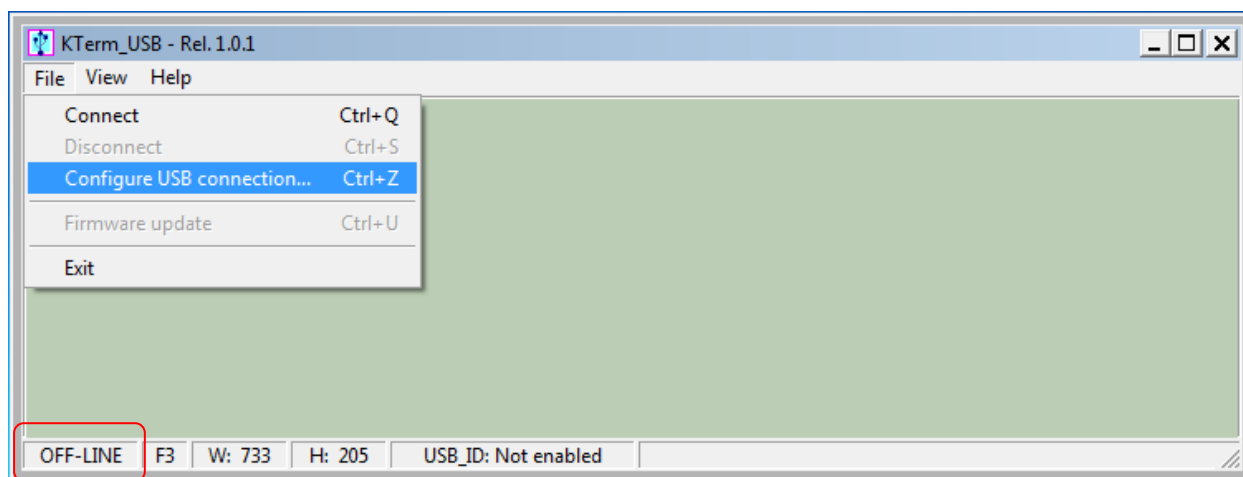 KTerm_USB - Rel. 1.0.1
File View Help
Connect Ctrl+Q
Disconnect Ctrl+S
Configure USB connection... Ctrl+Z
Firmware update Ctrl+U
Exit
OFF-LINE F3 W: 733 H: 205 USB_ID: Not enabled